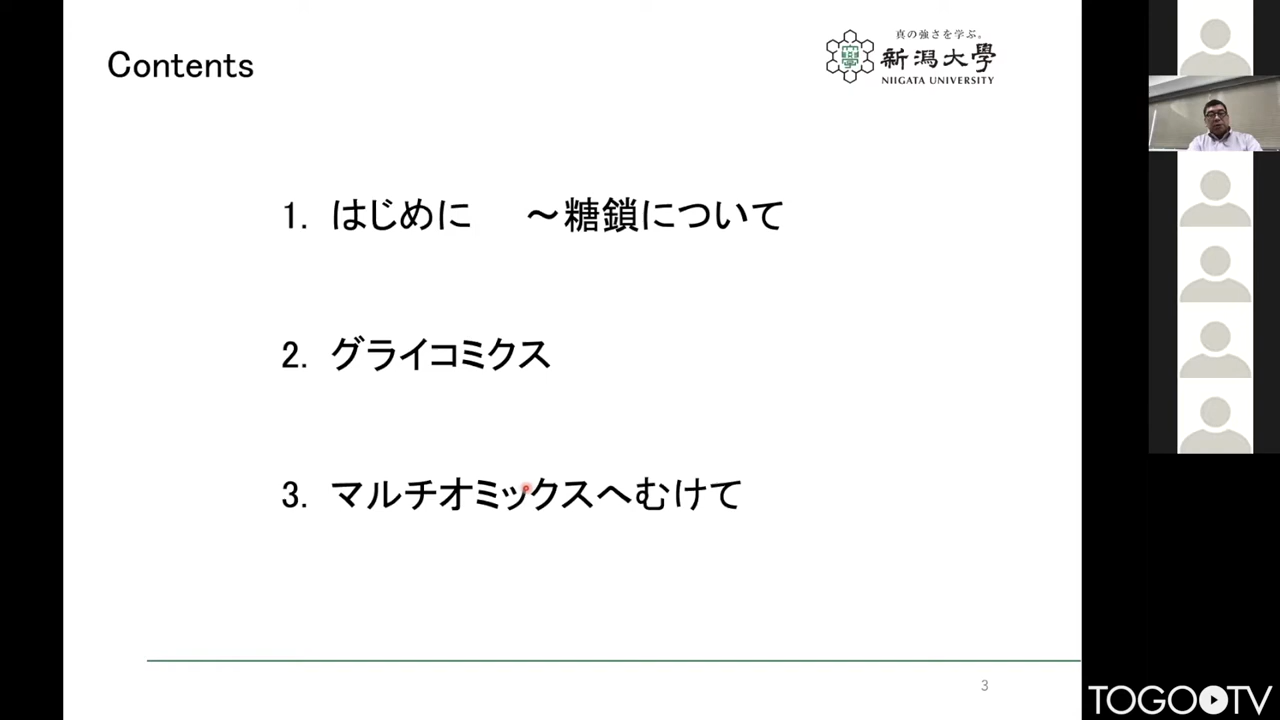 Contents
真の強さを学ぶ。
新潟大學
NIIGATA UNIVERSITY
1. はじめに ～糖鎖について
2. グライコミクス
3. マルチオミックスへむけて
3
TOGOTV